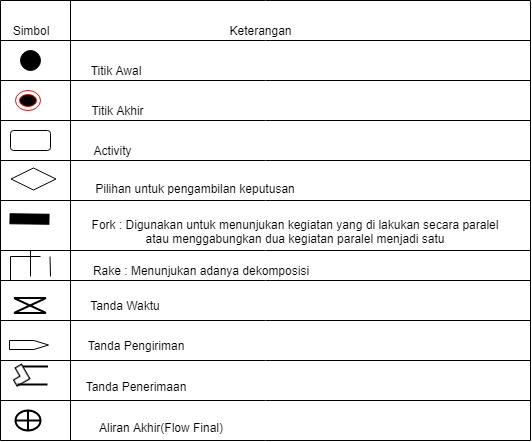 Simbol Keterangan
Titik Awal
Titik Akhir
Activity
Pilihan untuk pengambilan keputusan
Fork : Digunakan untuk menunjukan kegiatan yang di lakukan secara paralel
atau menggabungkan dua kegiatan paralel menjadi satu
Rake : Menunjukan adanya dekomposisi
Tanda Waktu
Tanda Pengiriman
Tanda Penerimaan
Aliran Akhir(Flow Final)